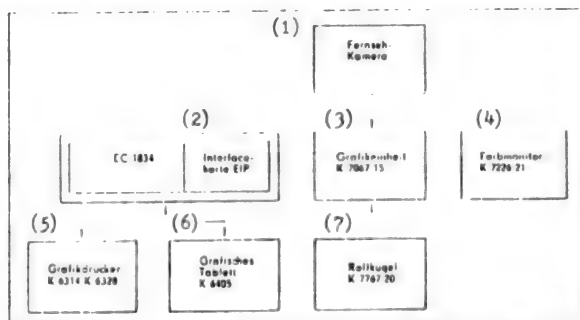 (1)
Fernseh-
Kamera
(2)
(3)
(4)
EC 1834
Interface-
karte EIP
Grafikeinheit
K 7067 15
Farbmonitor
K 7226 21
(5)
(6)
(7)
Grafikdrucker
K 6314 K 6328
Grafisches
Tablett
K 6405
Rollkugel
K 7767 20